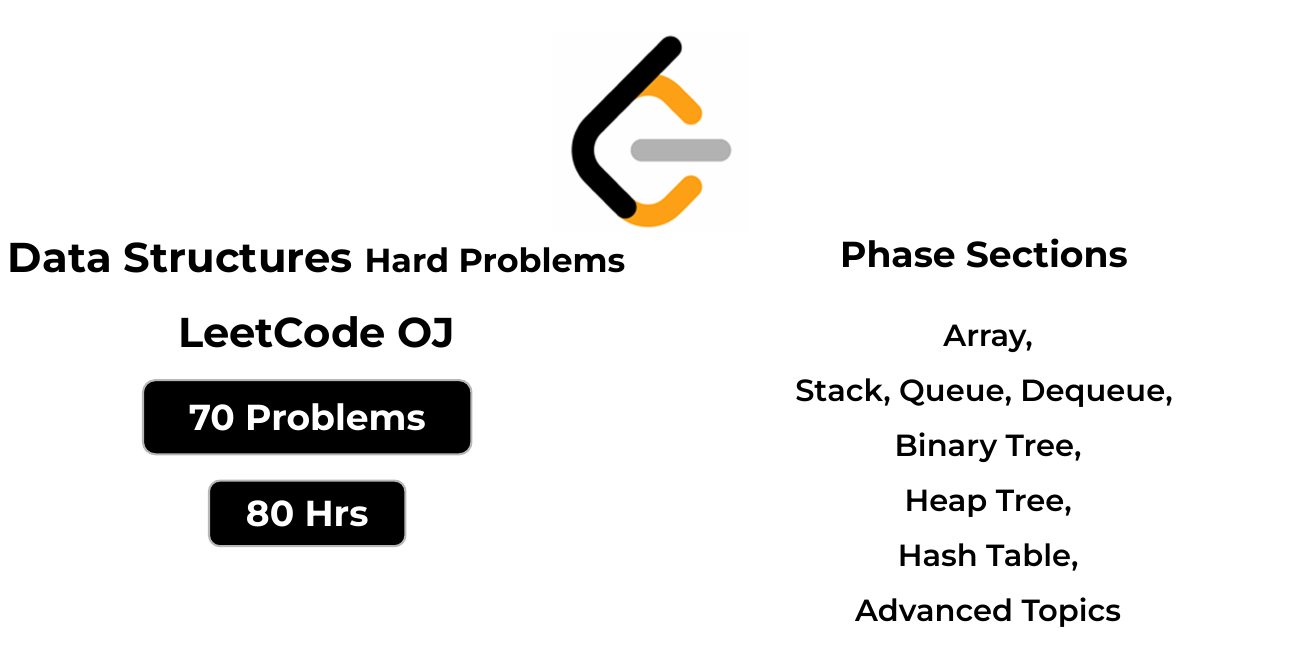 Data Structures Hard Problems
LeetCode OJ
70 Problems
80 Hrs
Phase Sections
Array,
Stack, Queue, Dequeue,
Binary Tree,
Heap Tree,
Hash Table,
Advanced Topics